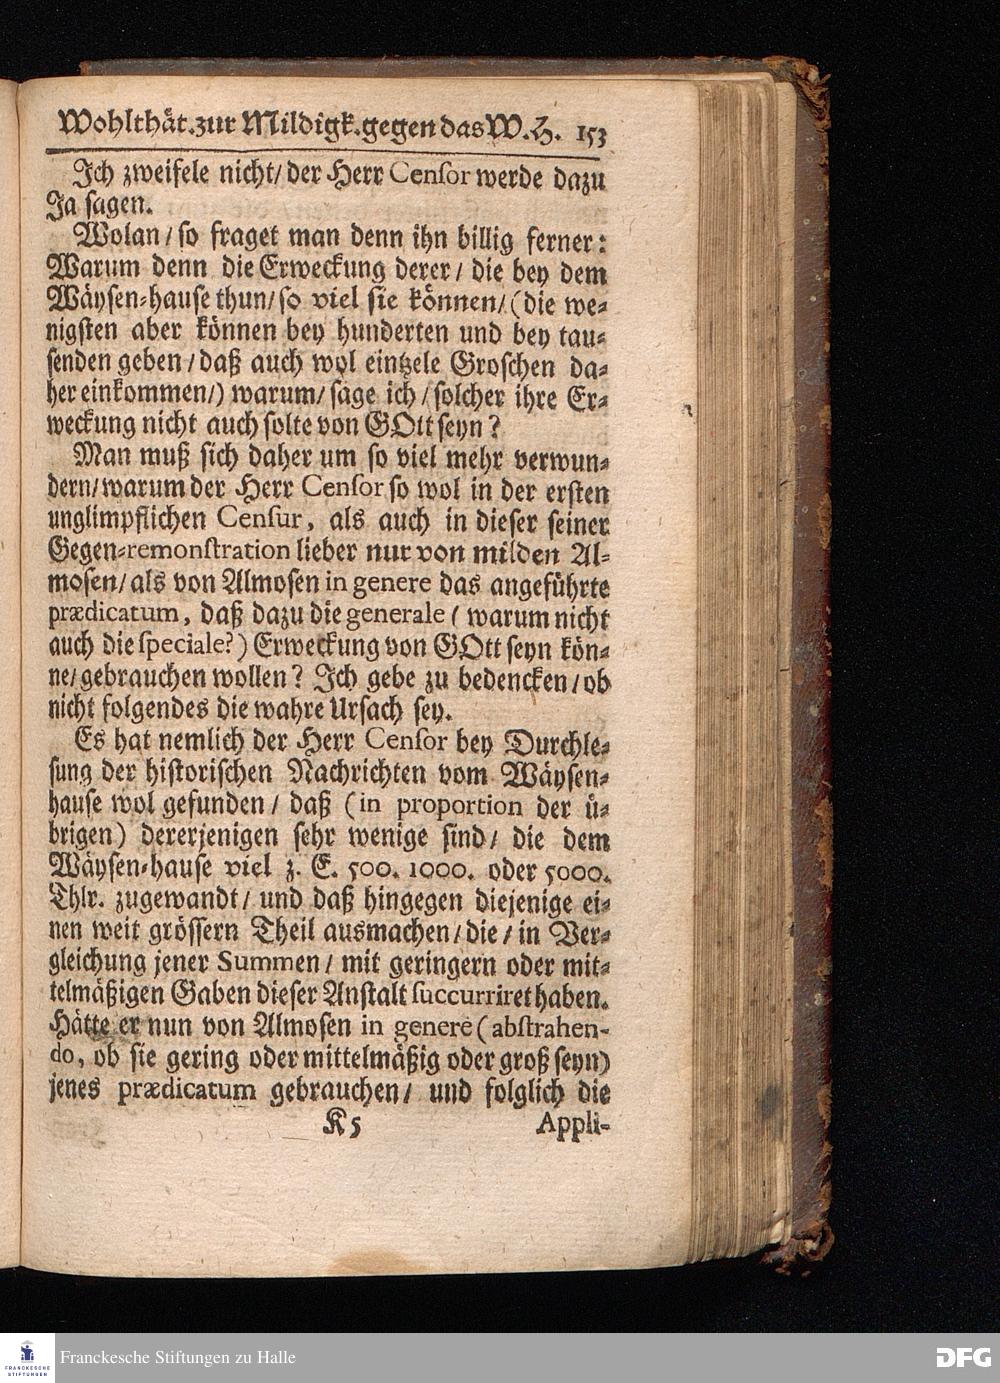 Wohlthät. zur Mildigk. gegen das W. H. 153
Ich zweifele nicht/ der Herr Censor werde dazu
Ja sagen.
Wolan/ so fraget man denn ihn billig ferner:
Warum denn die Erweckung derer/ die bey dem
Wäysen-hause thun/ so viel sie können/ (die we-
nigsten aber können bey hunderten und bey tau-
senden geben/ daß auch wol eintzele Groschen da-
her einkommen/) warum/ sage ich/ solcher ihre Er-
weckung nicht auch solte von GOtt seyn?
Man muß sich daher um so viel mehr verwun-
dern/ warum der Herr Censor so wol in der ersten
unglimpflichen Censur, als auch in dieser seiner
Gegen-remonstration lieber nur von milden Al-
mosen/ als von Almosen in genere das angeführte
prædicatum, daß dazu die generale (warum nicht
auch die speciale?) Erweckung von GOtt seyn kön-
ne/ gebrauchen wollen? Ich gebe zu bedencken/ ob
nicht folgendes die wahre Ursach sey.
Es hat nemlich der Herr Censor bey Durchle-
sung der historischen Nachrichten vom Wäysen-
hause wol gefunden/ daß (in proportion der ü-
brigen) dererjenigen sehr wenige sind/ die dem
Wäysen-hause viel z. E. 500. 1000. oder 5000.
Thlr. zugewandt/ und daß hingegen diejenige ei-
nen weit grössern Theil ausmachen/ die/ in Ver-
gleichung jener Summen/ mit geringern oder mit-
telmäßigen Gaben dieser Anstalt succurriret haben.
Hätte er nun von Almosen in genere (abstrahen-
do, ob sie gering oder mittelmäßig oder groß seyn)
jenes prædicatum gebrauchen/ und folglich die
K 5 Appli-
FRANCKESCHE STIFTUNGEN
Franckesche Stiftungen zu Halle
DFG